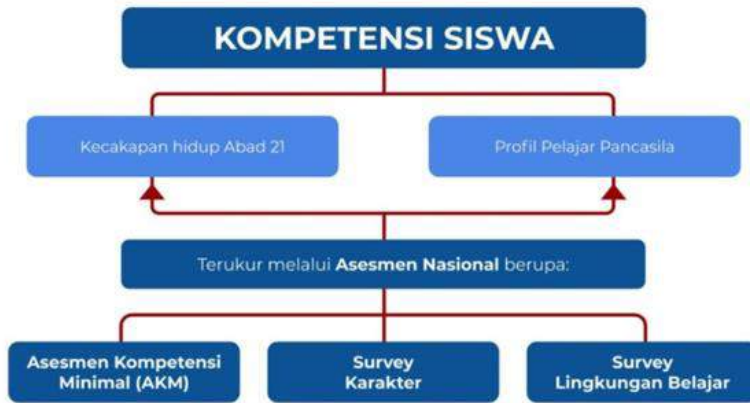 KOMPETENSI SISWA
Kecakapan hidup Abad 21
Profil Pelajar Pancasila
Terukur melalui Asesmen Nasional berupa:
Asesmen Kompetensi
Minimal (AKM)
Survey
Karakter
Survey
Lingkungan Belajar